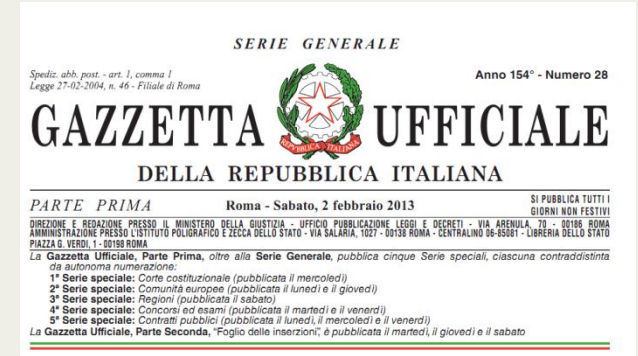 SERIE GENERALE
Spediz. abb. post. - art. 1, comma 1
Legge 27-02-2004, n. 46 - Filiale di Roma
Anno 154° - Numero 28
GAZZETTA UFFICIALE
REPVBBLICA ITALIANA
DELLA REPUBBLICA ITALIANA
PARTE PRIMA
Roma - Sabato, 2 febbraio 2013
SI PUBBLICA TUTTI I
GIORNI NON FESTIVI
DIREZIONE E REDAZIONE PRESSO IL MINISTERO DELLA GIUSTIZIA - UFFICIO PUBBLICAZIONE LEGGI E DECRETI - VIA ARENULA, 70 - 00186 ROMA
AMMINISTRAZIONE PRESSO L'ISTITUTO POLIGRAFICO E ZECCA DELLO STATO - VIA SALARIA, 1027 - 00138 ROMA - CENTRALINO 06-85081 - LIBRERIA DELLO STATO
PIAZZA G. VERDI, 1 - 00198 ROMA
La Gazzetta Ufficiale, Parte Prima, oltre alla Serie Generale, pubblica cinque Serie speciali, ciascuna contraddistinta
da autonoma numerazione:
1ª Serie speciale: Corte costituzionale (pubblicata il mercoledì)
2ª Serie speciale: Comunità europee (pubblicata il lunedì e il giovedì)
3ª Serie speciale: Regioni (pubblicata il sabato)
4ª Serie speciale: Concorsi ed esami (pubblicata il martedì e il venerdì)
5ª Serie speciale: Contratti pubblici (pubblicata il lunedì, il mercoledì e il venerdì)
La Gazzetta Ufficiale, Parte Seconda, "Foglio delle inserzioni", è pubblicata il martedì, il giovedì e il sabato